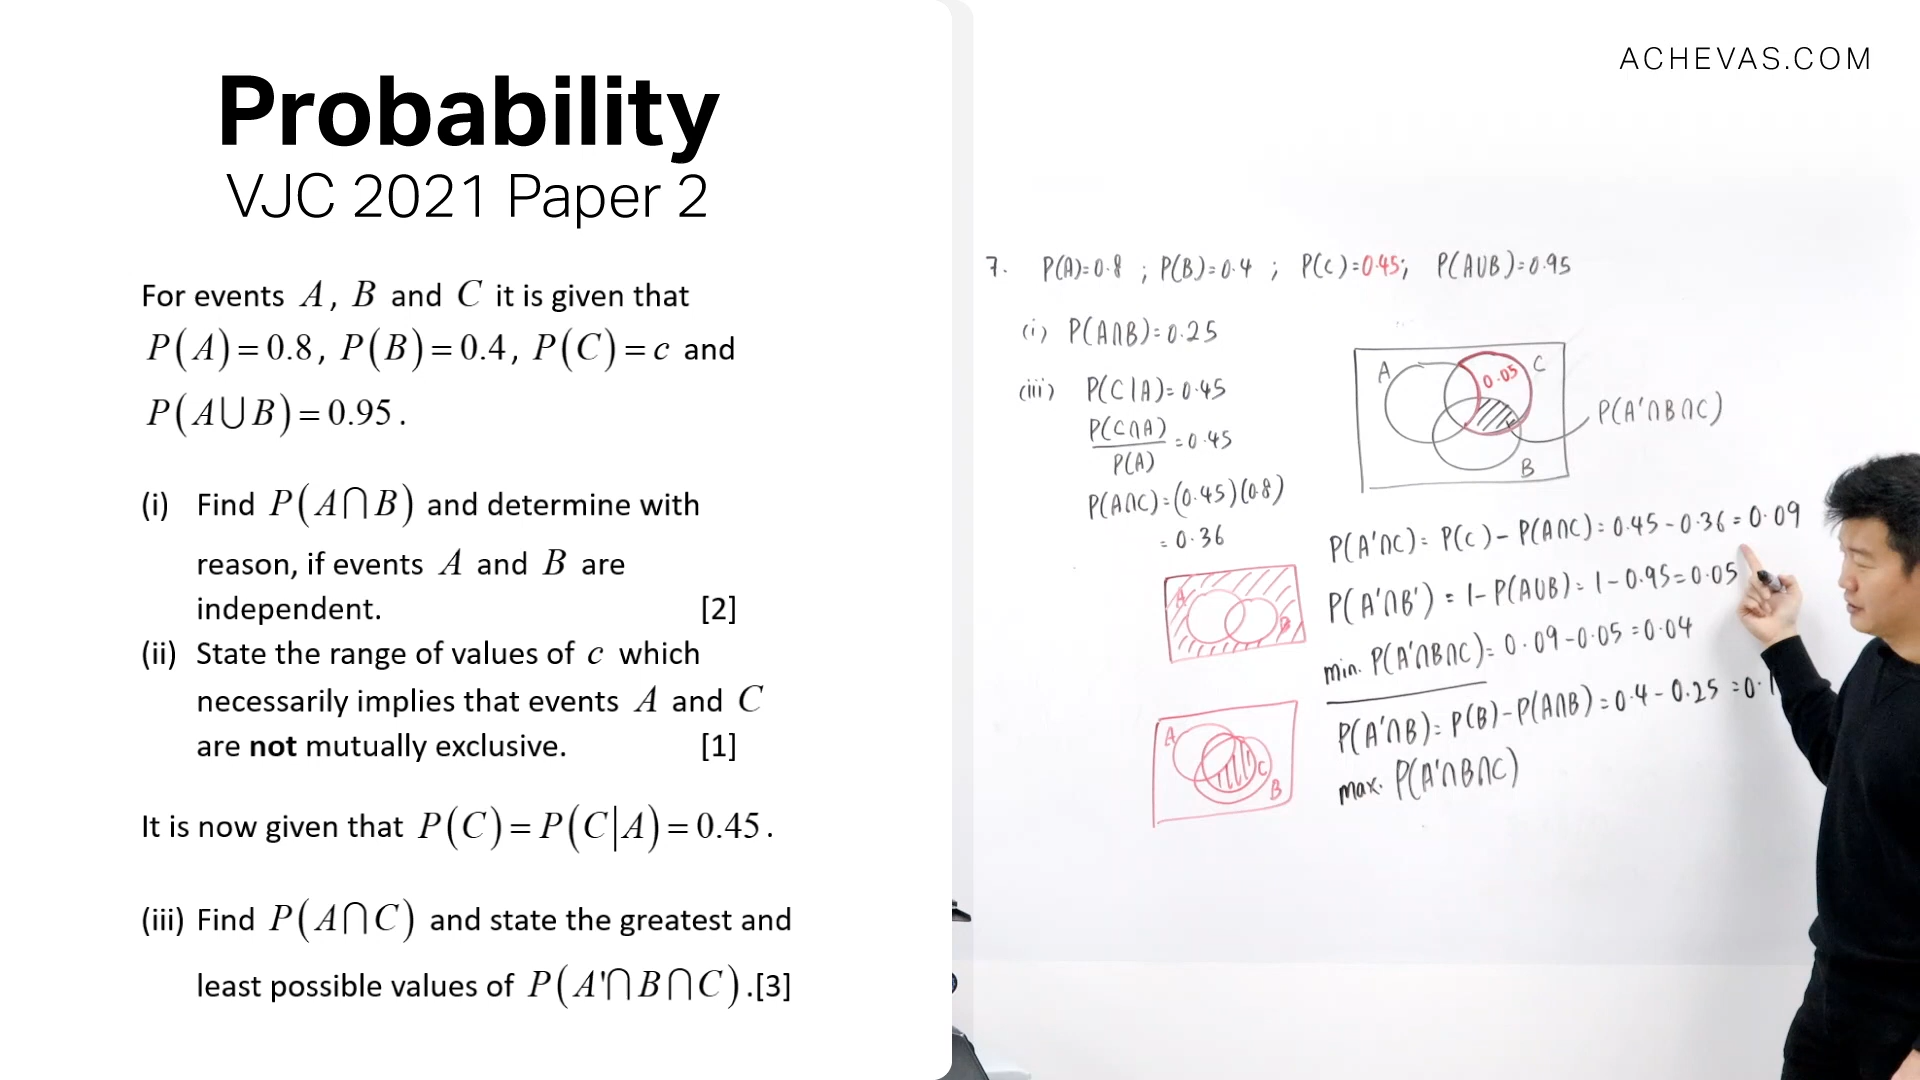 ACHEVAS.COM
Probability
VJC 2021 Paper 2
For events A, B and C it is given that
P(A)=0.8, P(B)=0.4, P(C)=c and
P(A∪B)=0.95.
(i) Find P(A∩B) and determine with
reason, if events A and B are
independent. [2]
(ii) State the range of values of c which
necessarily implies that events A and C
are not mutually exclusive. [1]
It is now given that P(C)=P(C|A)=0.45.
(iii) Find P(A∩C) and state the greatest and
least possible values of P(A'∩B∩C).[3]
7. P(A)=0.8 ; P(B)=0.4 ; P(C)=0.45; P(A∪B)=0.95
(i) P(A∩B)=0.25
(iii) P(C|A)=0.45
P(C∩A)
/P(A) =0.45
P(A∩C)=(0.45)(0.8)
=0.36
A 0.05 C
B
P(A'∩B∩C)
A B
A C B
P(A'∩C)=P(C)-P(A∩C)=0.45-0.36=0.09
P(A'∩B')=1-P(A∪B)=1-0.95=0.05
min. P(A'∩B∩C)=0.09-0.05=0.04
P(A'∩B)=P(B)-P(A∩B)=0.4-0.25=0.1
max. P(A'∩B∩C)